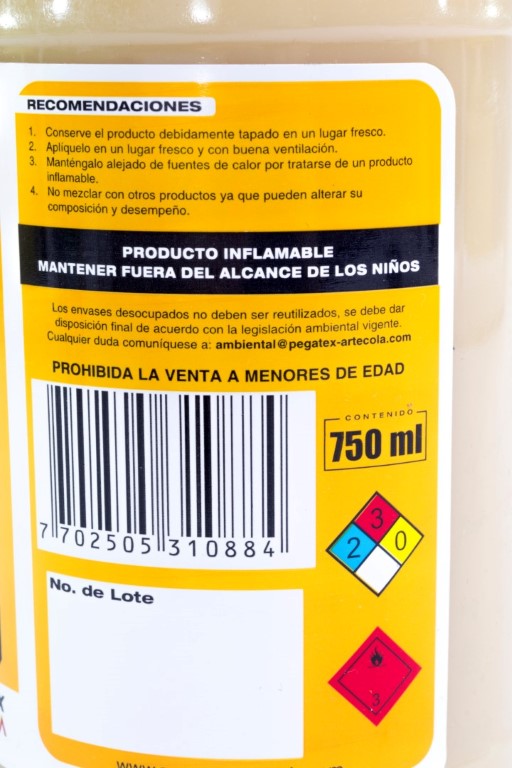 RECOMENDACIONES
1. Conserve el producto debidamente tapado en un lugar fresco.
2. Aplíquelo en un lugar fresco y con buena ventilación.
3. Manténgalo alejado de fuentes de calor por tratarse de un producto
inflamable.
4. No mezclar con otros productos ya que pueden alterar su
composición y desempeño.
PRODUCTO INFLAMABLE
MANTENER FUERA DEL ALCANCE DE LOS NIÑOS
Los envases desocupados no deben ser reutilizados, se debe dar
disposición final de acuerdo con la legislación ambiental vigente.
Cualquier duda comuníquese a: ambiental@pegatex-artecola.com
PROHIBIDA LA VENTA A MENORES DE EDAD
CONTENIDO
750 ml
7 702505 310884
3
2 0
No. de Lote
3